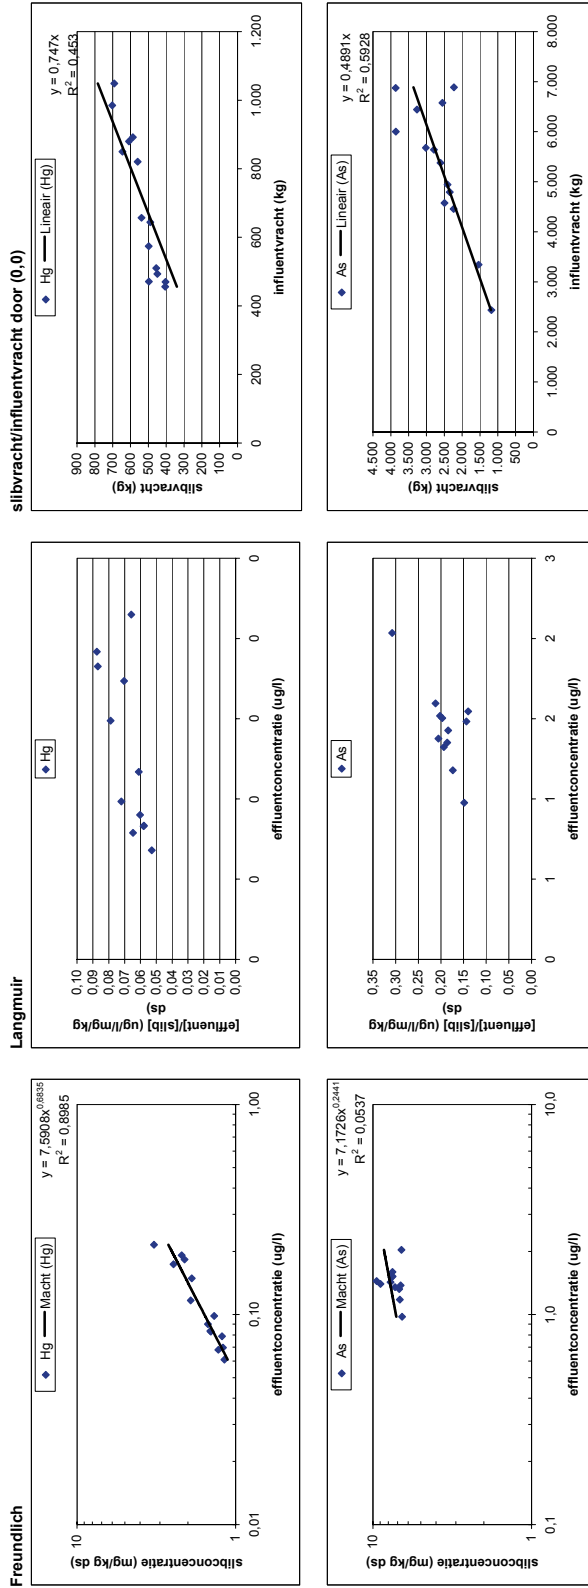 Freundlich
Hg
Macht (Hg)
y = 7,5908x^0,6835
R² = 0,8985
10
1
slibconcentratie (mg/kg ds)
0,01
0,10
1,00
effluentconcentratie (ug/l)
As
Macht (As)
y = 7,1726x^0,2441
R² = 0,0537
10
1
slibconcentratie (mg/kg ds)
0,1
1,0
10,0
effluentconcentratie (ug/l)
Langmuir
Hg
0,10
0,09
0,08
0,07
0,06
0,05
0,04
0,03
0,02
0,01
0,00
[effluent]/[slib] (ug/l/mg/kg
ds)
0
0
0
0
0
0
effluentconcentratie (ug/l)
As
0,35
0,30
0,25
0,20
0,15
0,10
0,05
0,00
[effluent]/[slib] (ug/l/mg/kg
ds)
0
1
1
2
2
3
effluentconcentratie (ug/l)
slibvracht/influentvracht door (0,0)
Hg
Lineair (Hg)
y = 0,747x
R² = 0,453
900
800
700
600
500
400
300
200
100
0
slibvracht (kg)
0
200
400
600
800
1.000
1.200
influentvracht (kg)
As
Lineair (As)
y = 0,4891x
R² = 0,5928
4.500
4.000
3.500
3.000
2.500
2.000
1.500
1.000
500
0
slibvracht (kg)
0
1.000
2.000
3.000
4.000
5.000
6.000
7.000
8.000
influentvracht (kg)